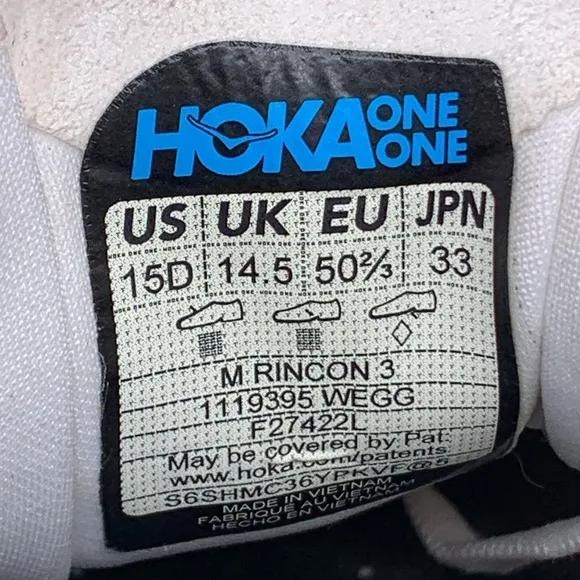 HOKA ONE ONE
US UK EU JPN
15D 14.5 50⅔ 33
M RINCON 3
1119395 WEGG
F27422L
May be covered by Pat.
www.hoka.com/patents
S6SHMC36YPKVF@5
MADE IN VIETNAM
FABRIQUÉ AU VIETNAM
HECHO EN VIETNAM